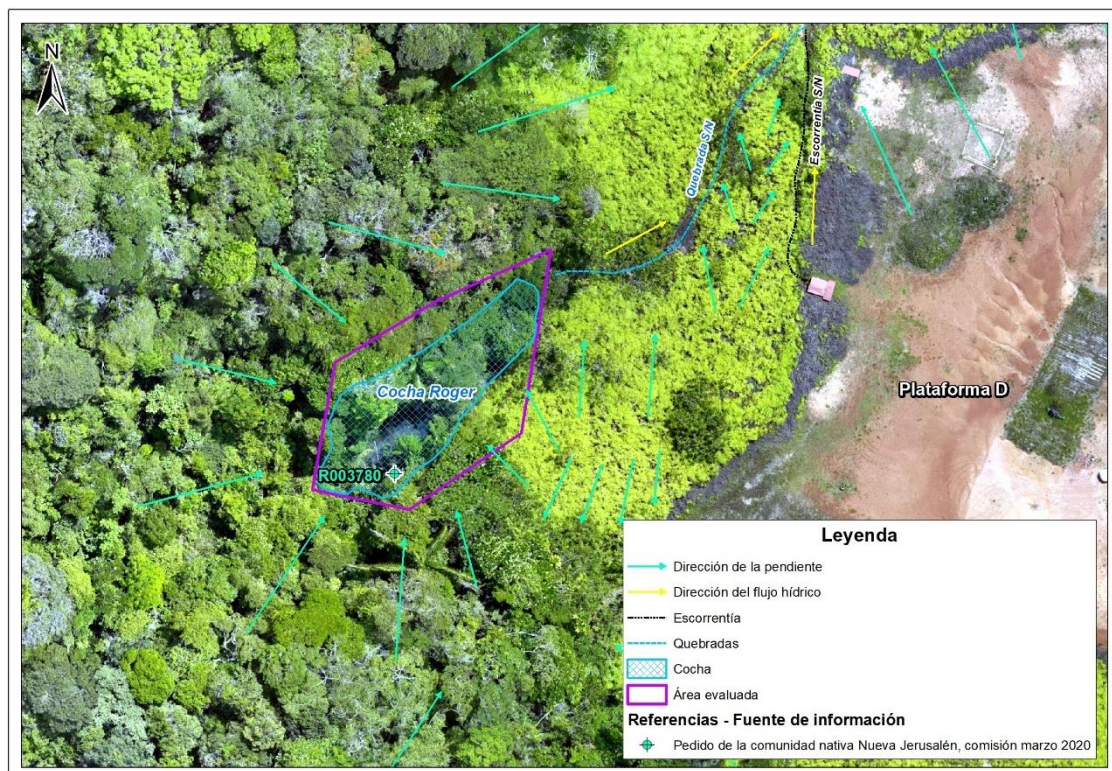 N
Quebrada S/N
Escorrentía S/N
Cocha Roger
Plataforma D
R003780
Leyenda
Dirección de la pendiente
Dirección del flujo hídrico
Escorrentía
Quebradas
Cocha
Área evaluada
Referencias - Fuente de información
Pedido de la comunidad nativa Nueva Jerusalén, comisión marzo 2020